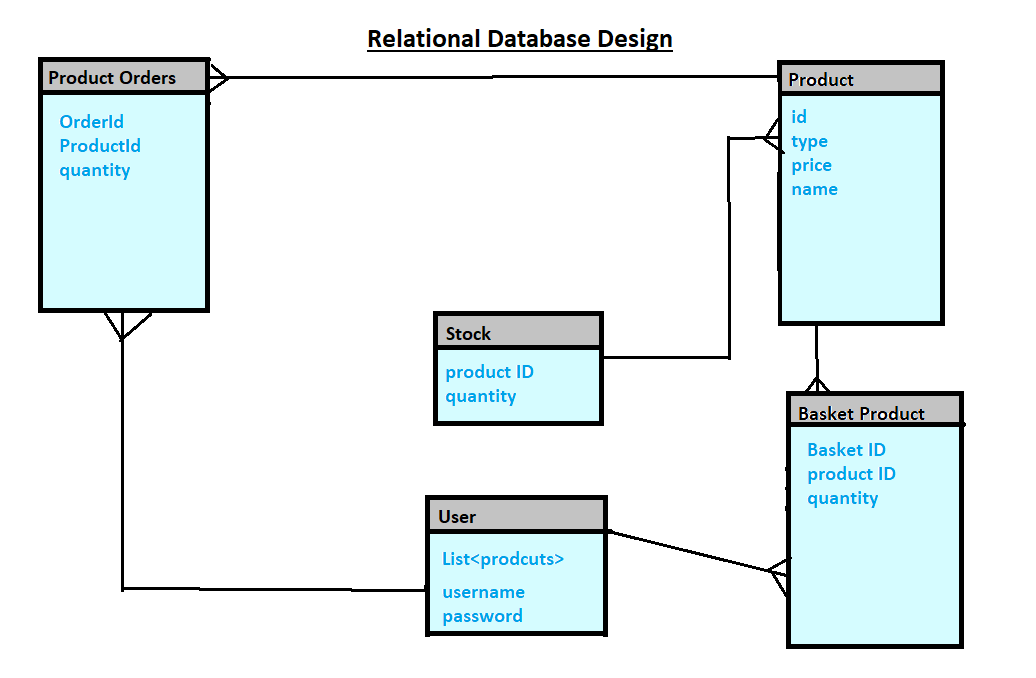 Relational Database Design
Product Orders
OrderId
ProductId
quantity
Product
id
type
price
name
Stock
product ID
quantity
Basket Product
Basket ID
product ID
quantity
User
List<prodcuts>
username
password